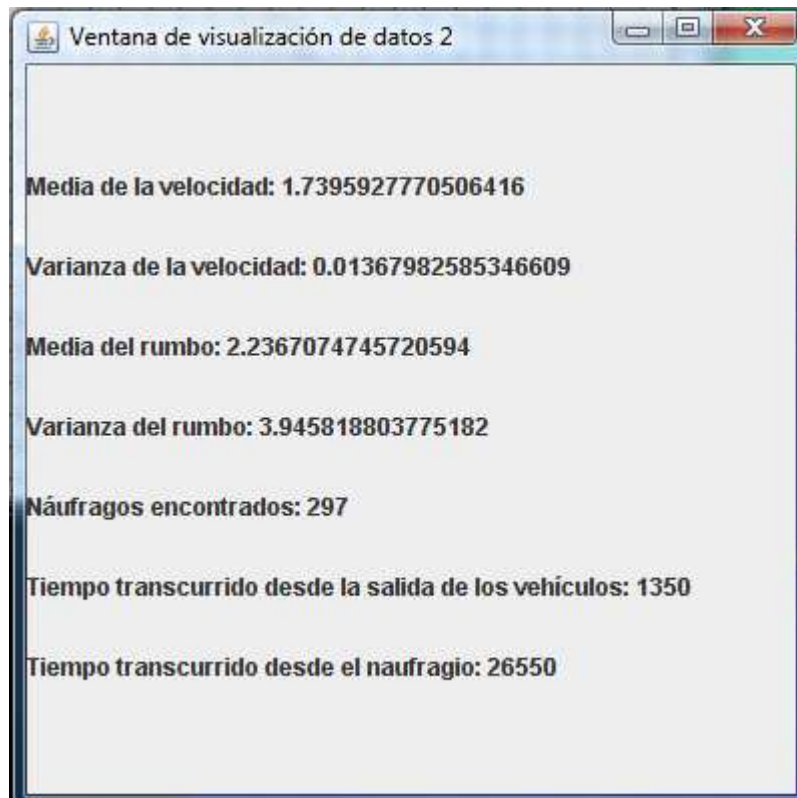 Ventana de visualización de datos 2
Media de la velocidad: 1.7395927770506416
Varianza de la velocidad: 0.01367982585346609
Media del rumbo: 2.2367074745720594
Varianza del rumbo: 3.945818803775182
Náufragos encontrados: 297
Tiempo transcurrido desde la salida de los vehículos: 1350
Tiempo transcurrido desde el naufragio: 26550